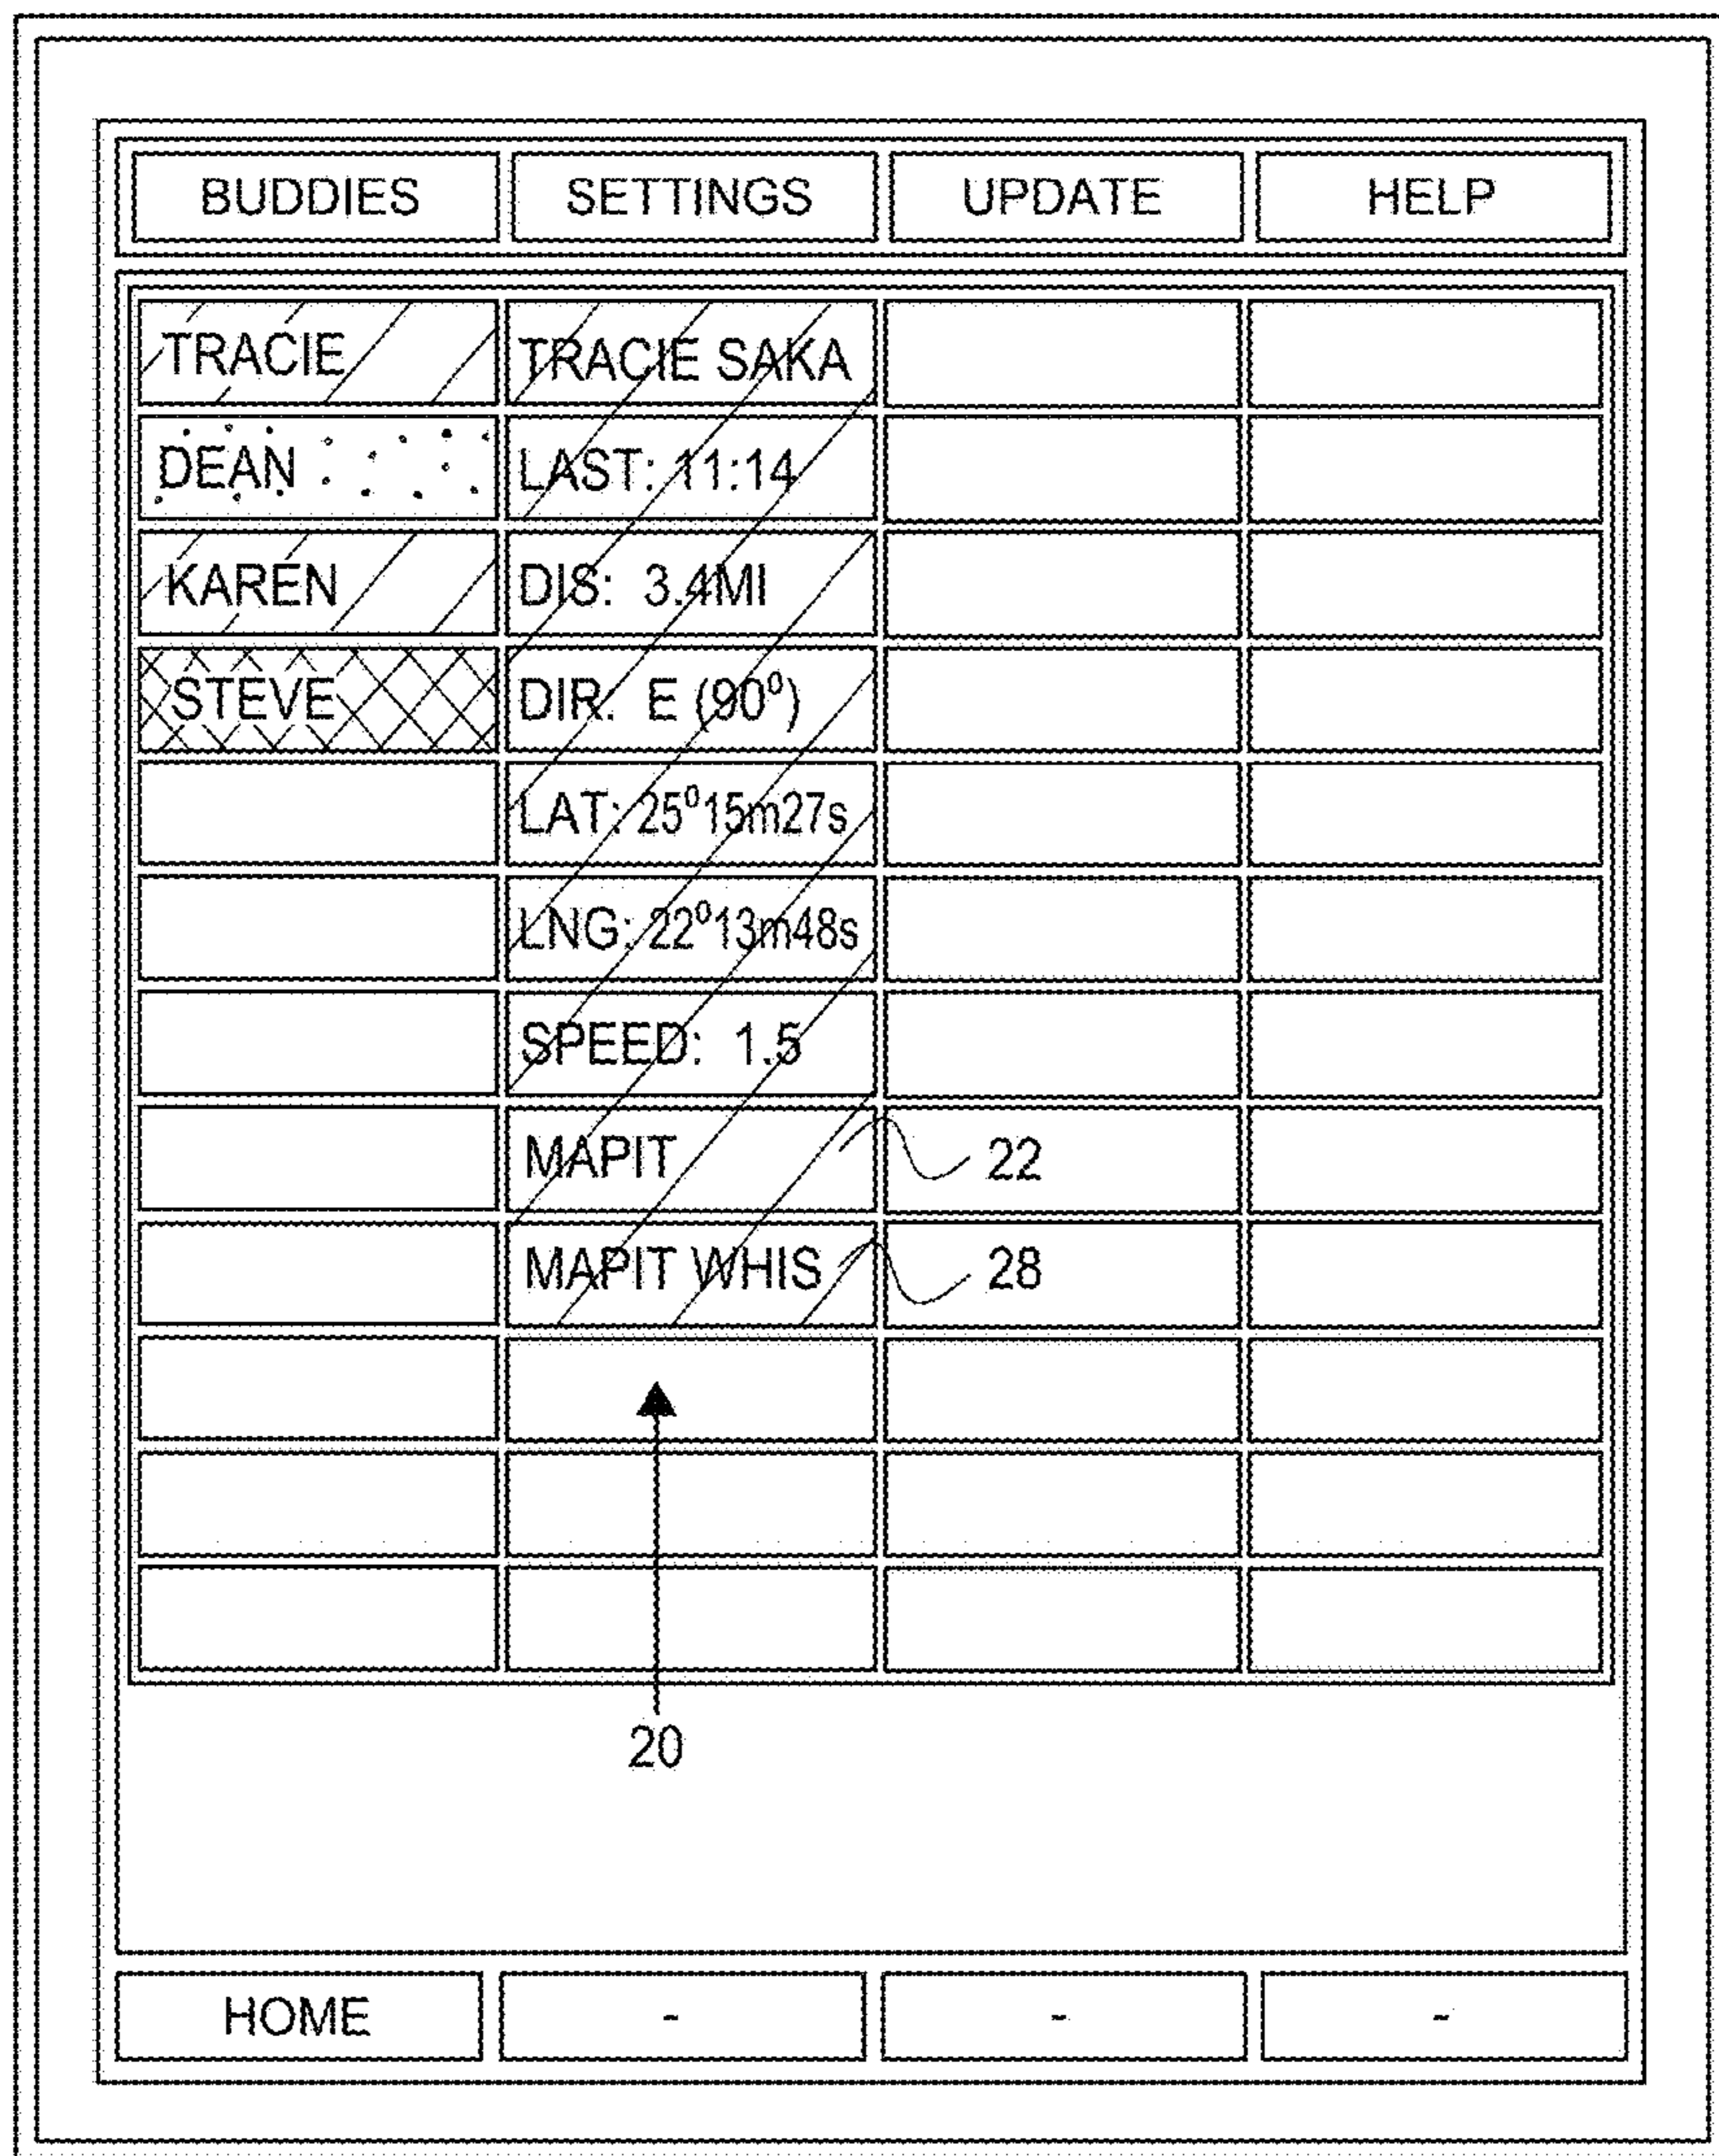 BUDDIES SETTINGS UPDATE HELP
TRACIE TRACIE SAKA
DEAN LAST: 11:14
KAREN DIS: 3.4MI
STEVE DIR. E (90⁰)
LAT: 25⁰15m27s
LNG: 22⁰13m48s
SPEED: 1.5
MAPIT 22
MAPIT WHIS 28
20
HOME - - -